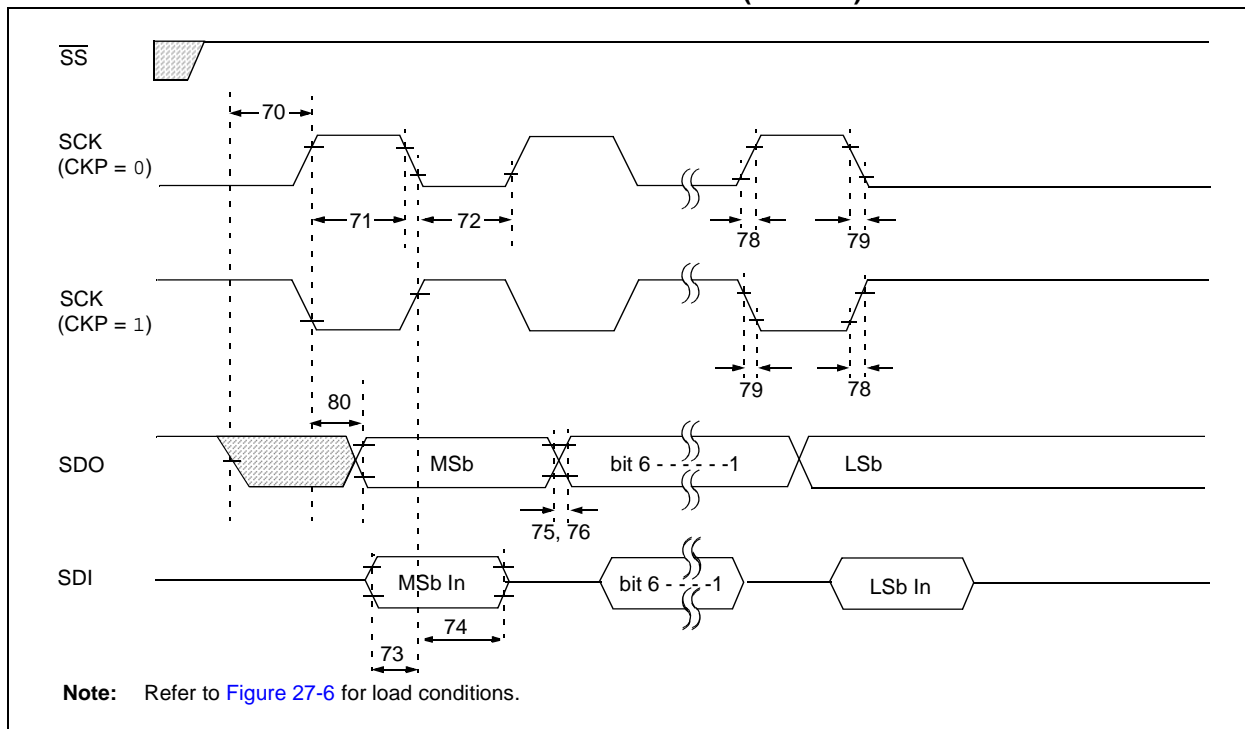 SS
70
SCK
(CKP = 0)
71
72
78
79
SCK
(CKP = 1)
79
78
80
SDO
MSb
bit 6 - - - - - -1
LSb
75, 76
SDI
MSb In
bit 6 - - - -1
LSb In
74
73
Note: Refer to Figure 27-6 for load conditions.